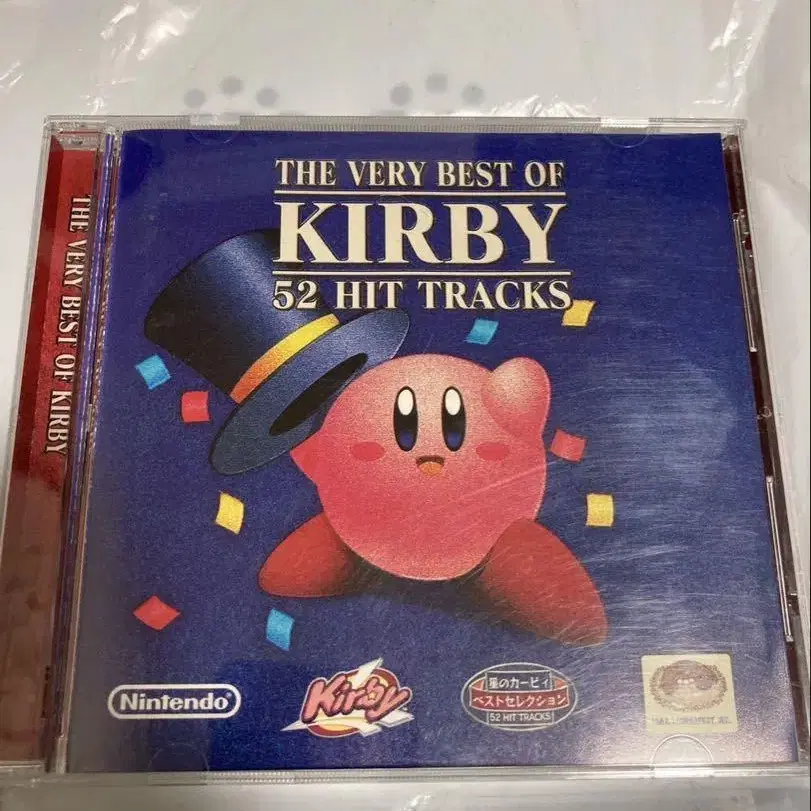 THE VERY BEST OF
KIRBY
52 HIT TRACKS
THE VERY BEST OF KIRBY
Nintendo
Kirby
星のカービィ
ベストセレクション
52 HIT TRACKS